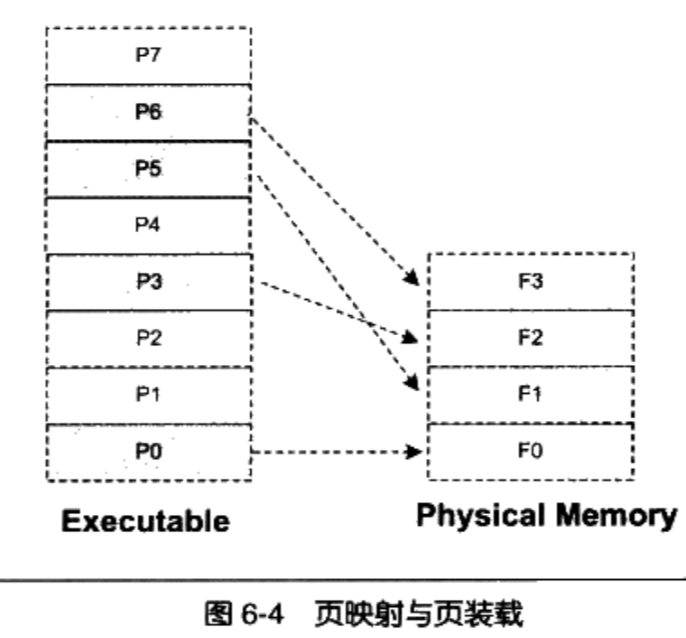 P7
P6
P5
P4
P3
P2
P1
P0
Executable
F3
F2
F1
F0
Physical Memory
图 6-4 页映射与页装载